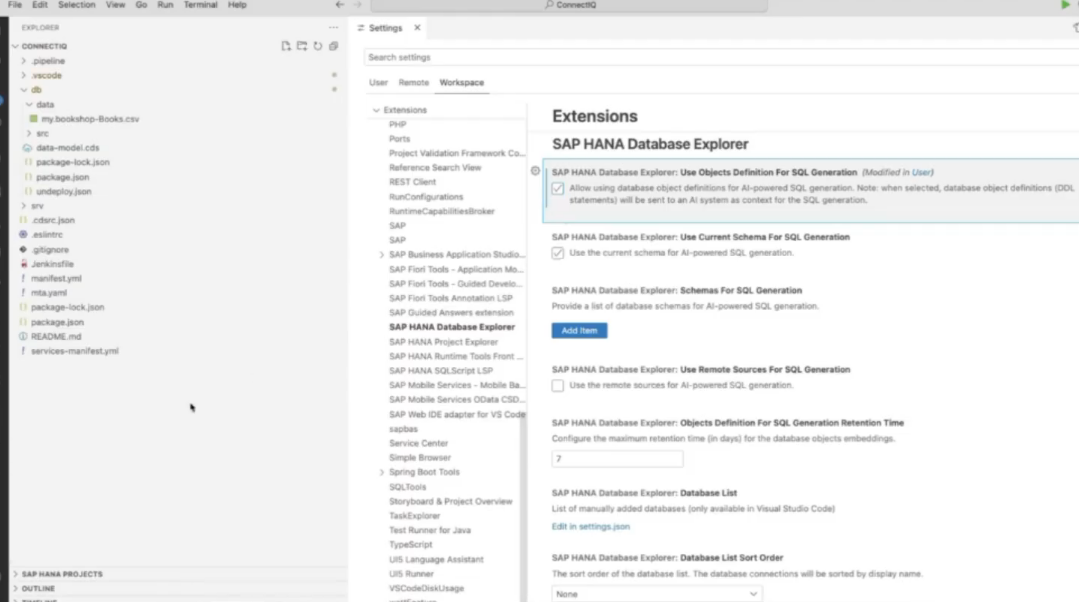 File Edit Selection View Go Run Terminal Help
ConnectIQ
EXPLORER
CONNECTIQ
.pipeline
.vscode
db
data
my.bookshop-Books.csv
src
data-model.cds
package-lock.json
package.json
undeploy.json
srv
.cdsrc.json
.eslintrc
.gitignore
Jenkinsfile
manifest.yml
mta.yaml
package-lock.json
package.json
README.md
services-manifest.yml
SAP HANA PROJECTS
OUTLINE
TIMELINE
Settings
Search settings
User Remote Workspace
Extensions
PHP
Ports
Project Validation Framework Co...
Reference Search View
REST Client
RunConfigurations
RuntimeCapabilitiesBroker
SAP
SAP
SAP Business Application Studio...
SAP Fiori Tools - Application Mo...
SAP Fiori Tools - Guided Develo...
SAP Fiori Tools Annotation LSP
SAP Guided Answers extension
SAP HANA Database Explorer
SAP HANA Project Explorer
SAP HANA Runtime Tools Front ...
SAP HANA SQLScript LSP
SAP Mobile Services - Mobile Ba...
SAP Mobile Services OData CSD...
SAP Web IDE adapter for VS Code
sapbas
Service Center
Simple Browser
Spring Boot Tools
SQLTools
Storyboard & Project Overview
TaskExplorer
Test Runner for Java
TypeScript
UI5 Language Assistant
UI5 Runner
VSCodeDiskUsage
Extensions
SAP HANA Database Explorer
SAP HANA Database Explorer: Use Objects Definition For SQL Generation (Modified in User)
Allow using database object definitions for AI-powered SQL generation. Note: when selected, database object definitions (DDL
statements) will be sent to an AI system as context for the SQL generation.
SAP HANA Database Explorer: Use Current Schema For SQL Generation
Use the current schema for AI-powered SQL generation.
SAP HANA Database Explorer: Schemas For SQL Generation
Provide a list of database schemas for AI-powered SQL generation.
Add Item
SAP HANA Database Explorer: Use Remote Sources For SQL Generation
Use the remote sources for AI-powered SQL generation.
SAP HANA Database Explorer: Objects Definition For SQL Generation Retention Time
Configure the maximum retention time (in days) for the database objects embeddings.
7
SAP HANA Database Explorer: Database List
List of manually added databases (only available in Visual Studio Code)
Edit in settings.json
SAP HANA Database Explorer: Database List Sort Order
The sort order of the database list. The database connections will be sorted by display name.
None